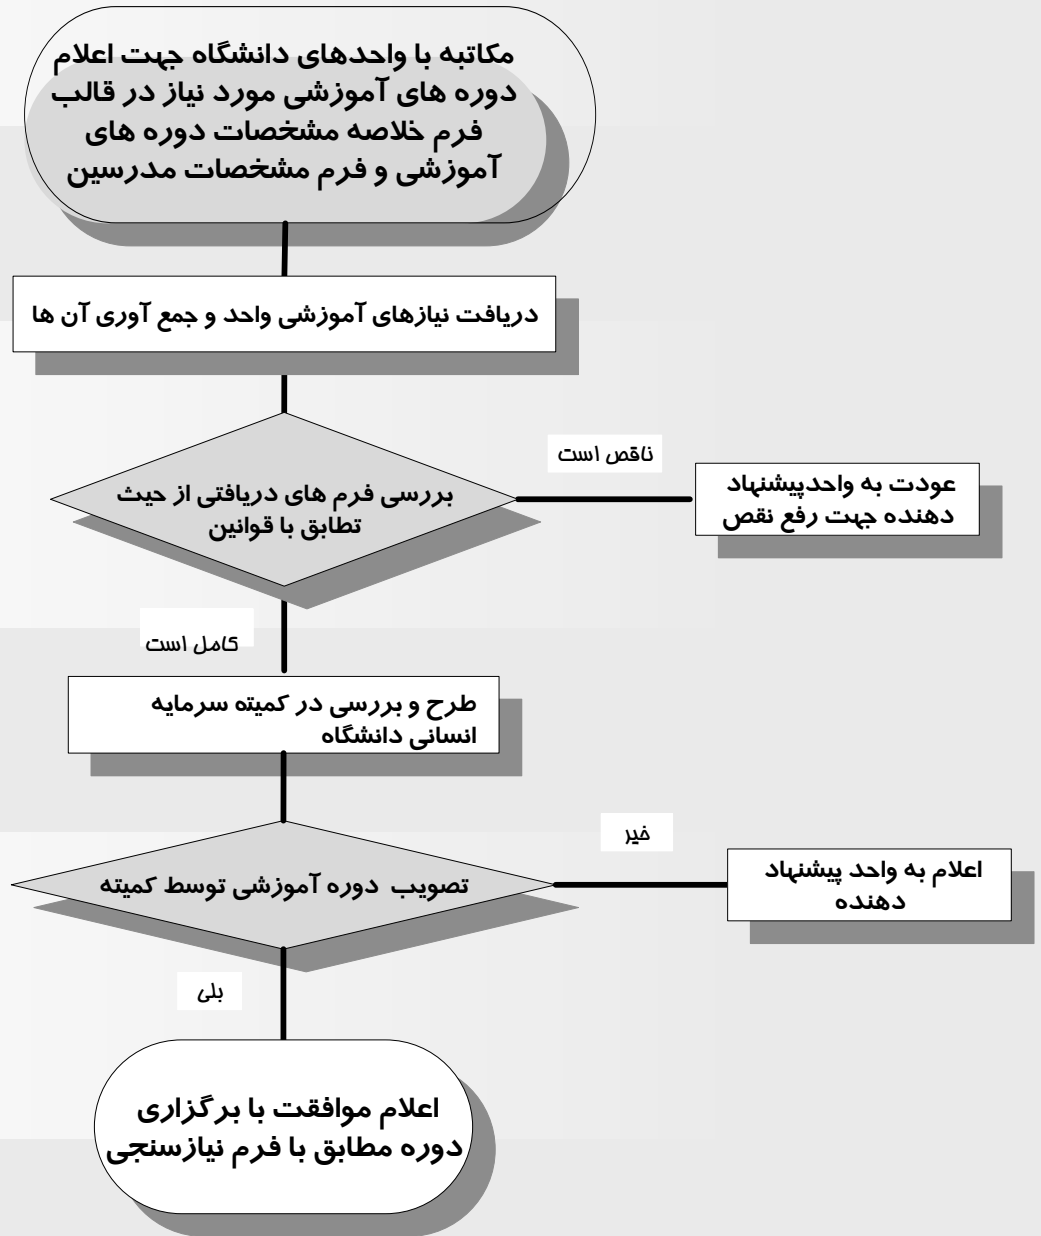 مکاتبه با واحدهای دانشگاه جهت اعلام
دوره های آموزشی مورد نیاز در قالب
فرم خلاصه مشخصات دوره های
آموزشی و فرم مشخصات مدرسین
دریافت نیازهای آموزشی واحد و جمع آوری آن ها
بررسی فرم های دریافتی از حیث
تطابق با قوانین
ناقص است
عودت به واحدپیشنهاد
دهنده جهت رفع نقص
کامل است
طرح و بررسی در کمیته سرمایه
انسانی دانشگاه
تصویب دوره آموزشی توسط کمیته
خیر
اعلام به واحد پیشنهاد
دهنده
بلی
اعلام موافقت با برگزاری
دوره مطابق با فرم نیازسنجی